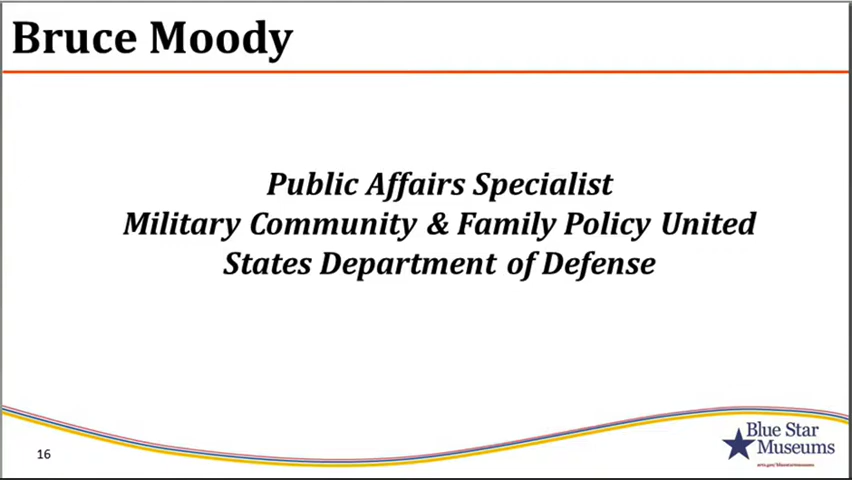 Bruce Moody
Public Affairs Specialist
Military Community & Family Policy United
States Department of Defense
16
Blue Star
Museums